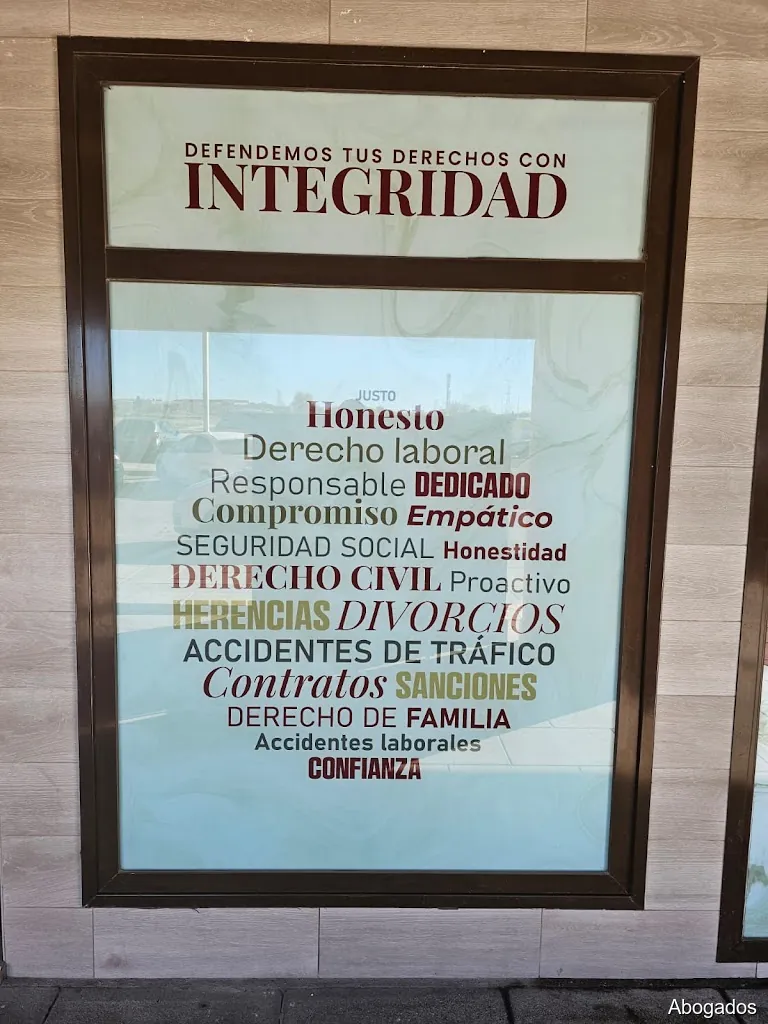 DEFENDEMOS TUS DERECHOS CON
INTEGRIDAD
JUSTO
Honesto
Derecho laboral
Responsable DEDICADO
Compromiso Empático
SEGURIDAD SOCIAL Honestidad
DERECHO CIVIL Proactivo
HERENCIAS DIVORCIOS
ACCIDENTES DE TRÁFICO
Contratos SANCIONES
DERECHO DE FAMILIA
Accidentes laborales
CONFIANZA
Abogados